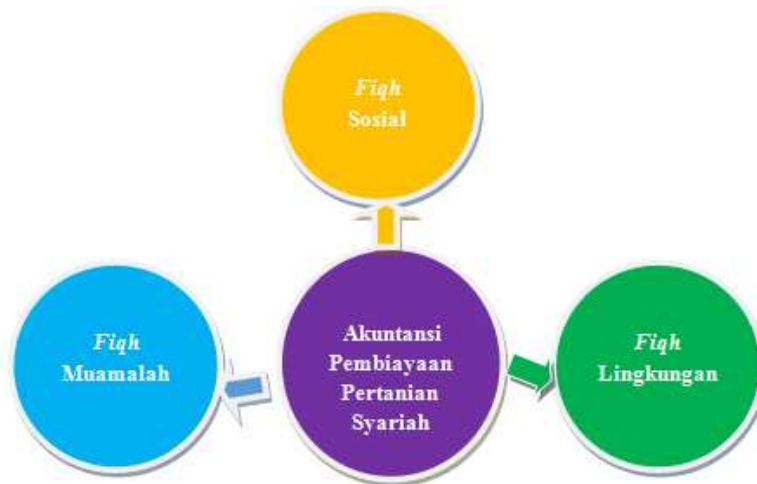 Fiqh
Sosial
Fiqh
Muamalah
Akuntansi
Pembiayaan
Pertanian
Syariah
Fiqh
Lingkungan